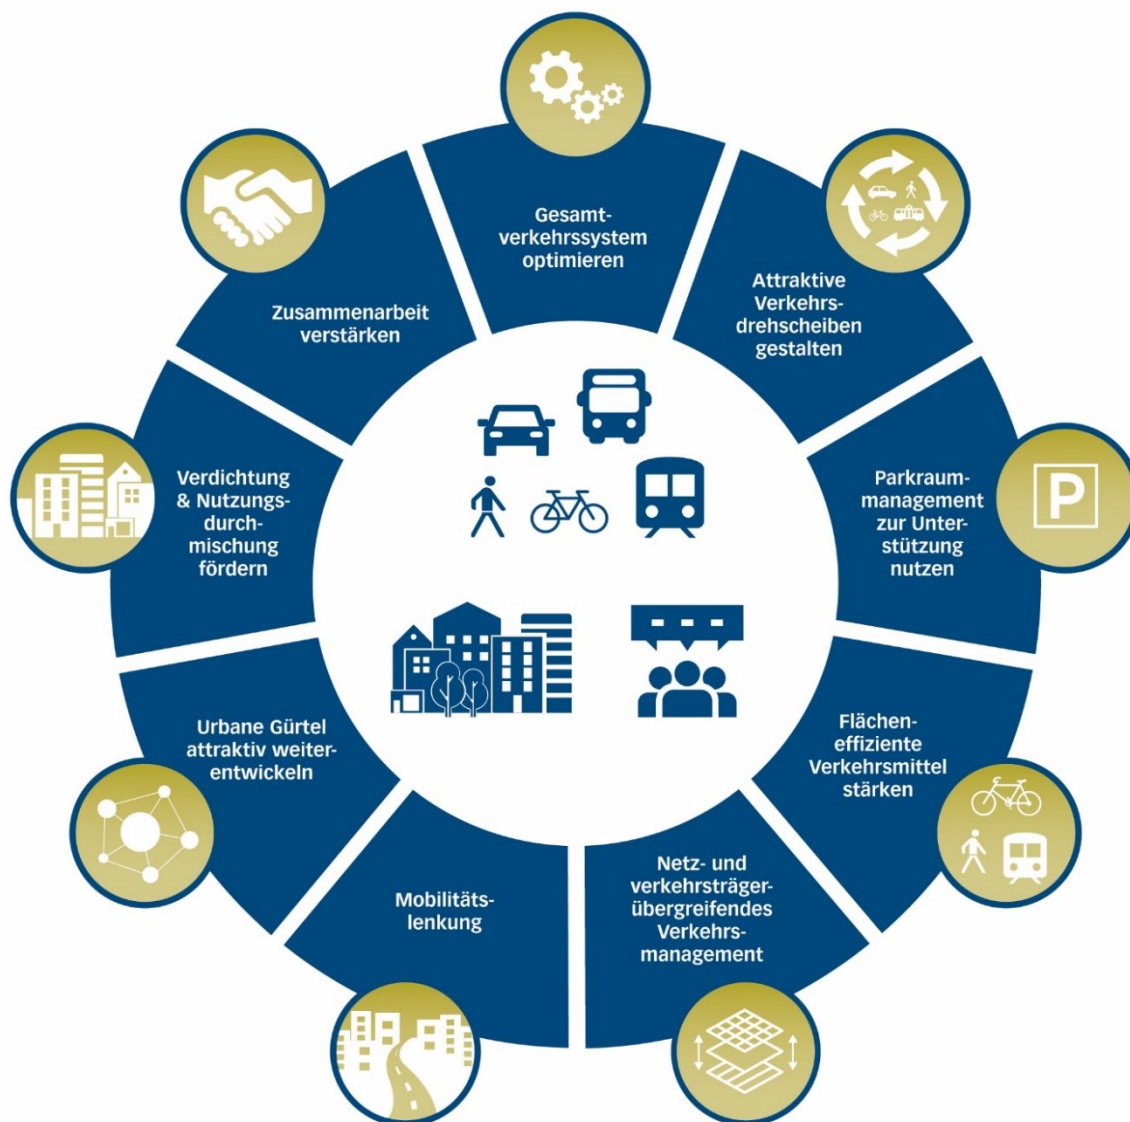 Gesamt-
verkehrssystem
optimieren
Attraktive
Verkehrs-
drehscheiben
gestalten
Parkraum-
management
zur Unter-
stützung
nutzen
P
Flächen-
effiziente
Verkehrsmittel
stärken
Netz- und
verkehrsträger-
übergreifendes
Verkehrs-
management
Mobilitäts-
lenkung
Urbane Gürtel
attraktiv weiter-
entwickeln
Verdichtung
& Nutzungs-
durch-
mischung
fördern
Zusammenarbeit
verstärken